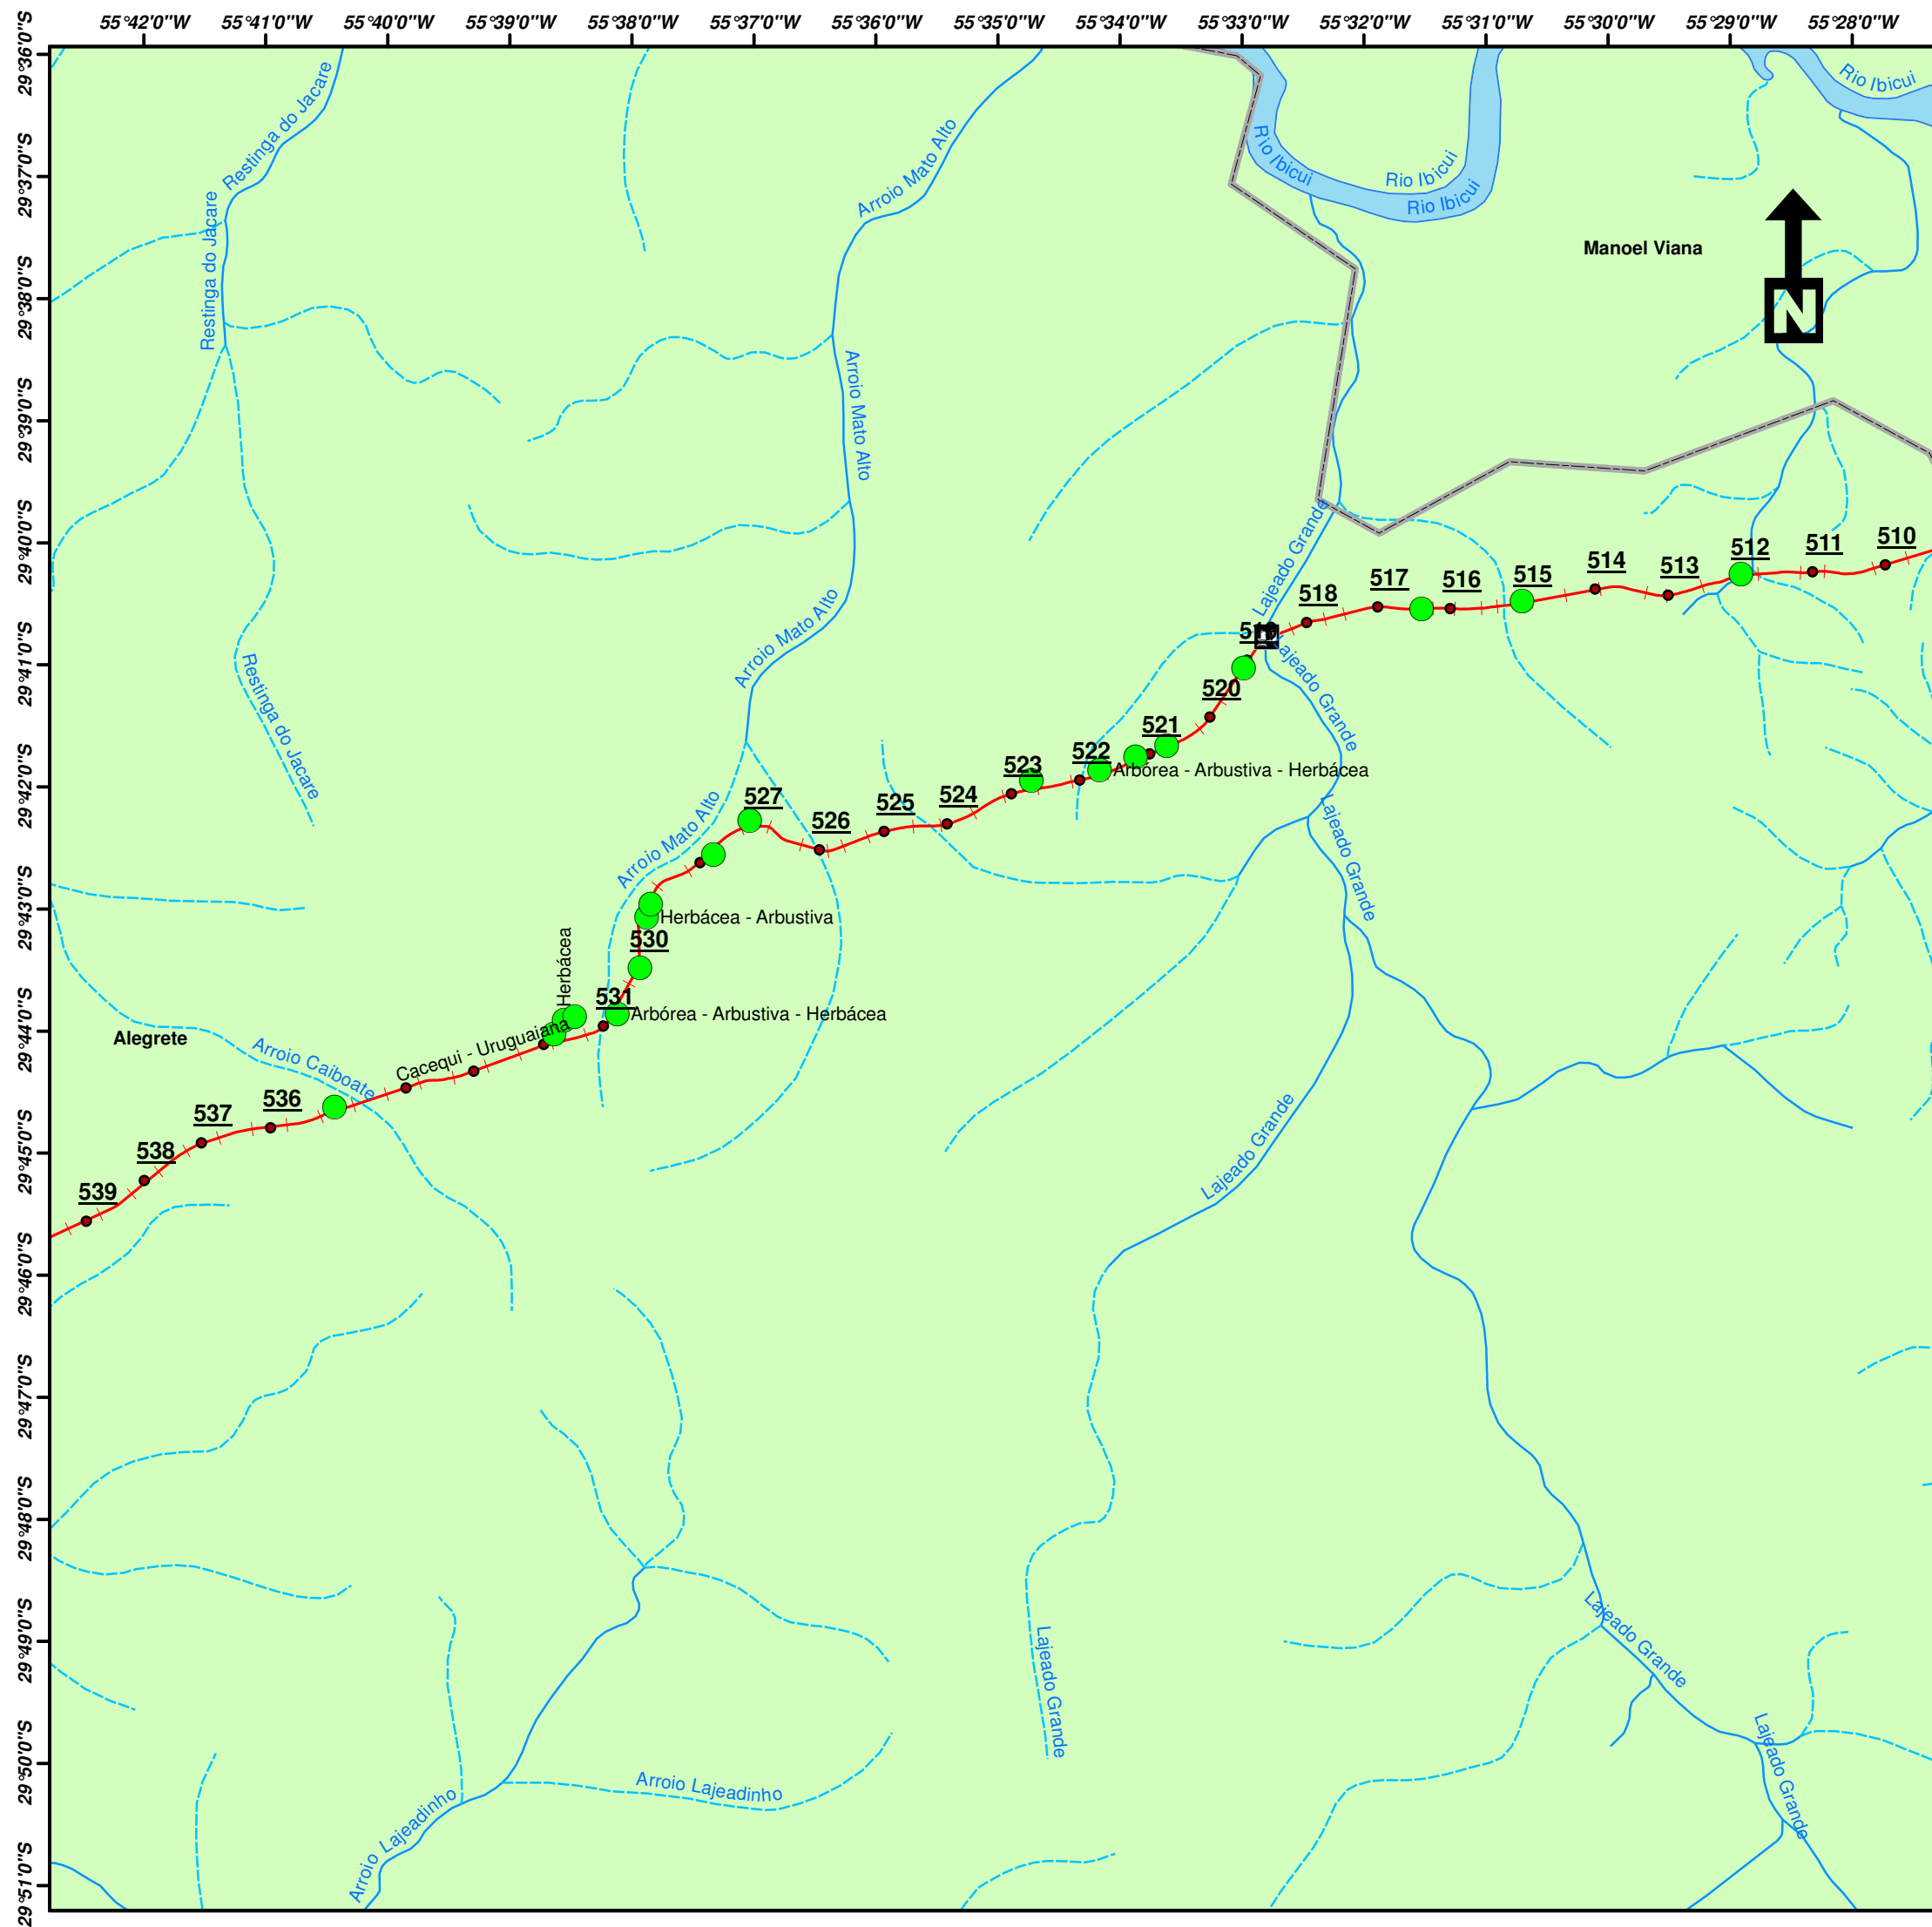 55°42'0"W 55°41'0"W 55°40'0"W 55°39'0"W 55°38'0"W 55°37'0"W 55°36'0"W 55°35'0"W 55°34'0"W 55°33'0"W 55°32'0"W 55°31'0"W 55°30'0"W 55°29'0"W 55°28'0"W
29°36'0"S
29°37'0"S
29°38'0"S
29°39'0"S
29°40'0"S
29°41'0"S
29°42'0"S
29°43'0"S
29°44'0"S
29°45'0"S
29°46'0"S
29°47'0"S
29°48'0"S
29°49'0"S
29°50'0"S
29°51'0"S
Restinga do Jacare
Restinga do Jacare
Restinga do Jacare
Arroio Mato Alto
Arroio Mato Alto
Arroio Mato Alto
Arroio Mato Alto
Rio Ibicui
Rio Ibicui
Rio Ibicui
Rio Ibicui
Manoel Viana
N
510
511
512
513
514
515
516
517
518
520
521
522
523
524
525
526
527
530
531
536
537
538
539
Lajeado Grande
Lajeado Grande
Lajeado Grande
Arbórea - Arbustiva - Herbácea
Herbácea - Arbustiva
Herbácea
Arbórea - Arbustiva - Herbácea
Cacequi - Uruguaiana
Alegrete
Arroio Caiboate
Lajeado Grande
Lajeado Grande
Lajeado Grande
Lajeado Grande
Arroio Lajeadinho
Arroio Lajeadinho